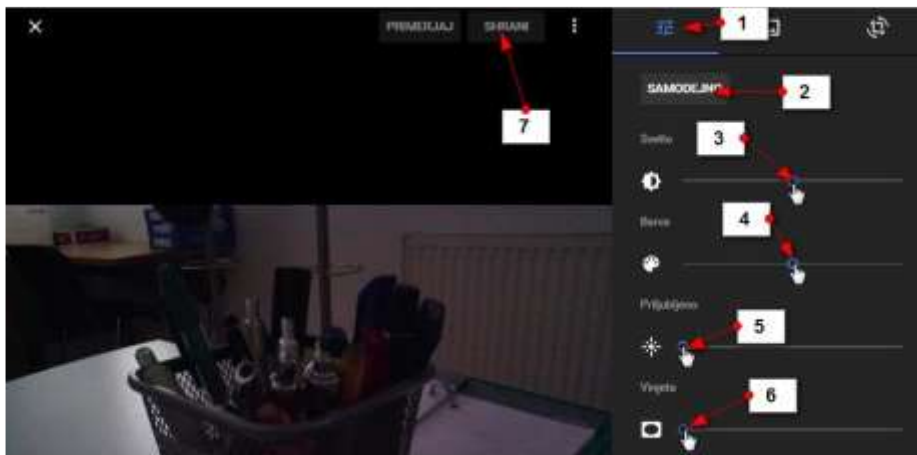 PRIMERJAJ SHRANI 1
7
SAMODEJNO 2
Svetlo 3
Barva 4
Priljubljeno 5
Vinjeta 6